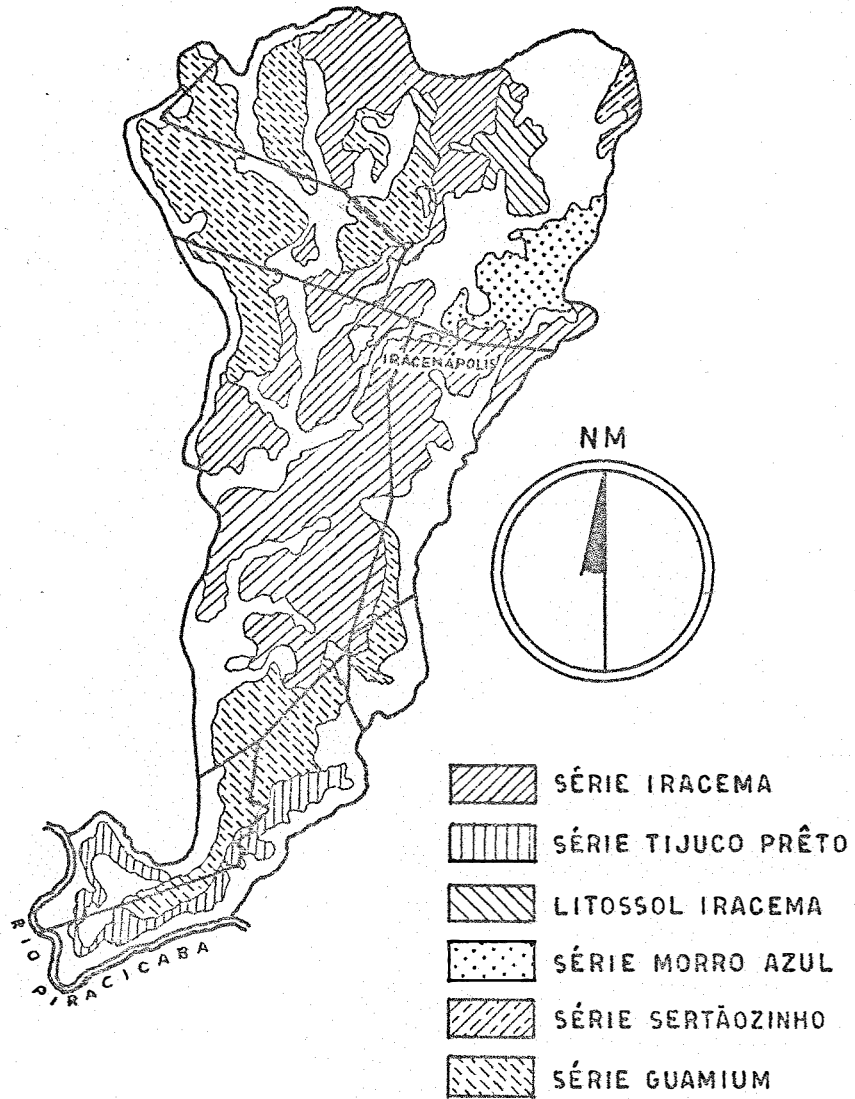 IRACEMÁPOLIS
NM
SÉRIE IRACEMA
SÉRIE TIJUCO PRÊTO
LITOSSOL IRACEMA
SÉRIE MORRO AZUL
SÉRIE SERTÃOZINHO
SÉRIE GUAMIUM
RIO PIRACICABA